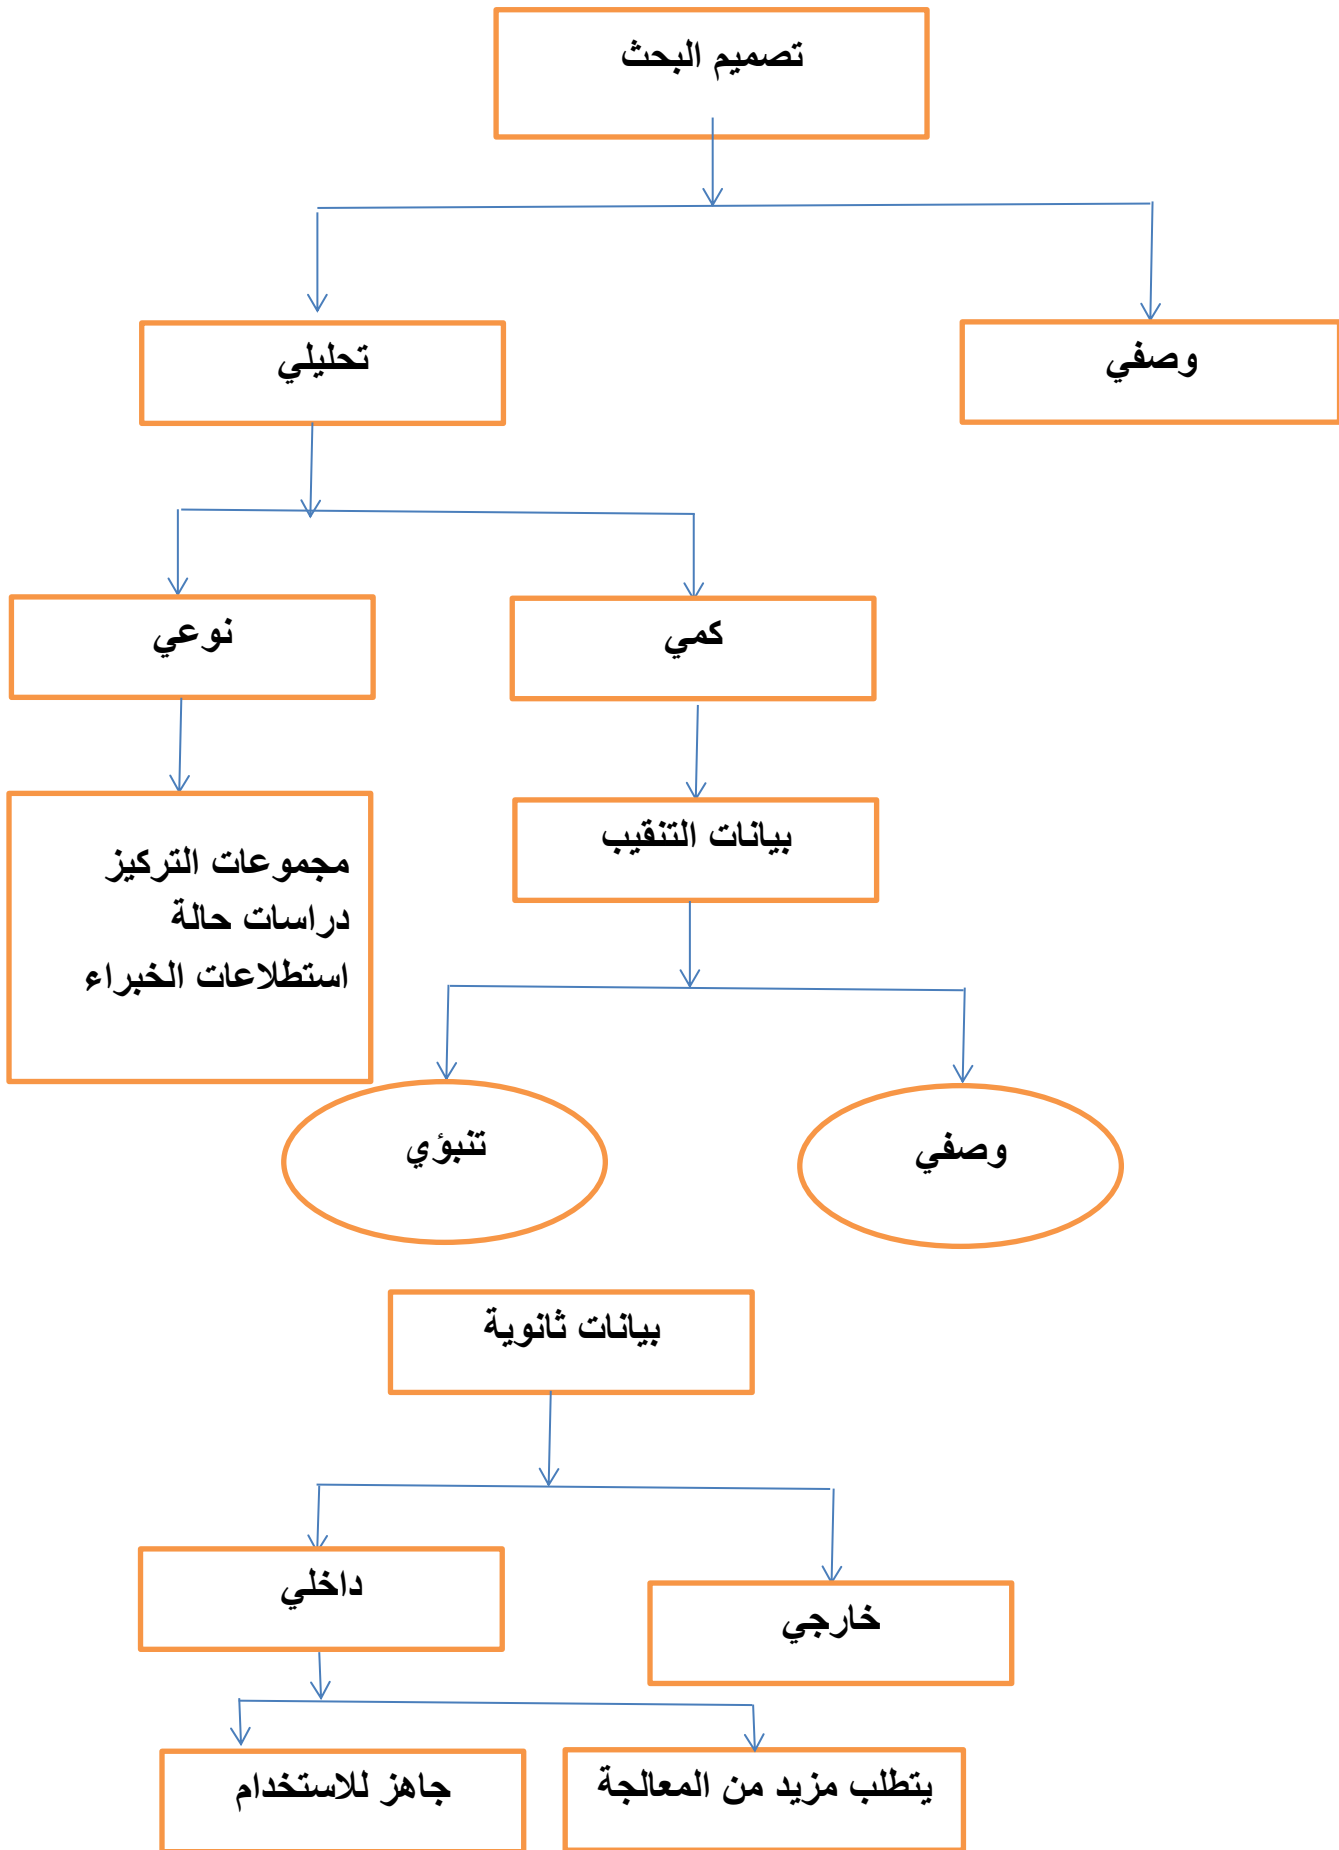 تصميم البحث
وصفي
تحليلي
كمي
نوعي
بيانات التنقيب
مجموعات التركيز
دراسات حالة
استطلاعات الخبراء
وصفي
تنبؤي
بيانات ثانوية
داخلي
خارجي
يتطلب مزيد من المعالجة
جاهز للاستخدام